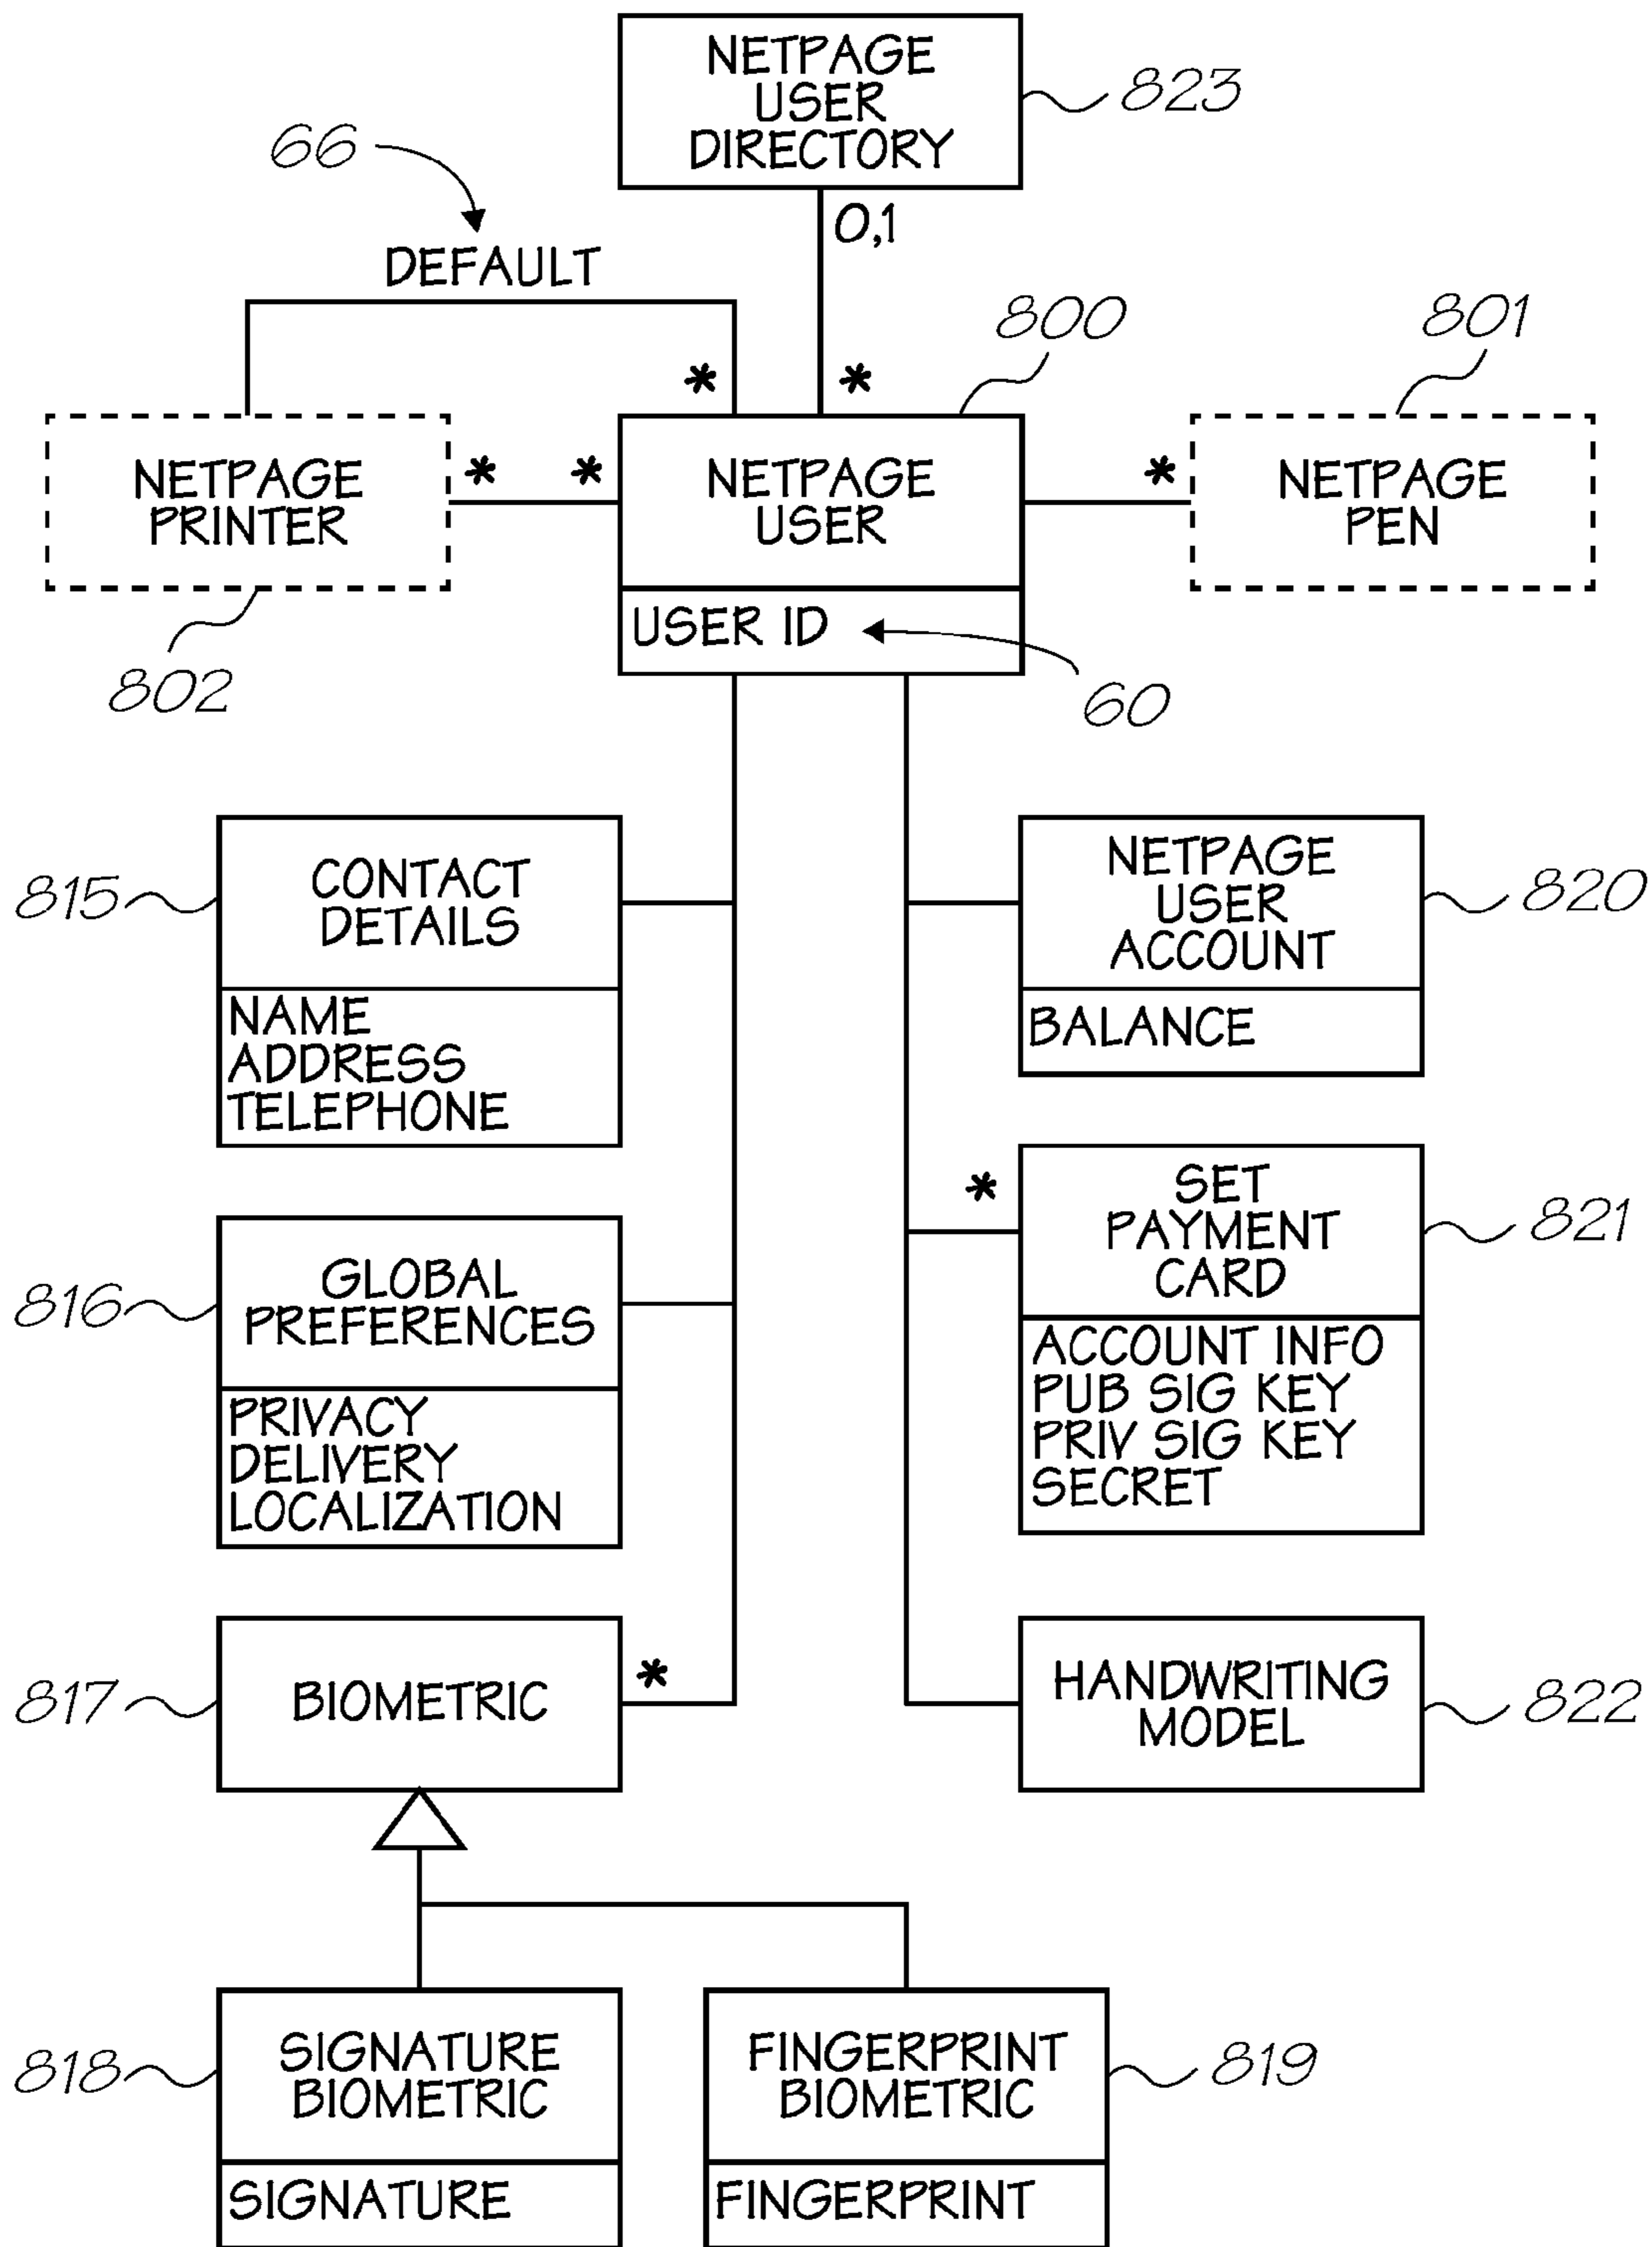 NETPAGE
USER
DIRECTORY
823
66
0,1
DEFAULT
800
801
*
*
NETPAGE
PRINTER
*
*
NETPAGE
USER
*
NETPAGE
PEN
USER ID
802
60
815
CONTACT
DETAILS
NAME
ADDRESS
TELEPHONE
NETPAGE
USER
ACCOUNT
820
BALANCE
*
SET
PAYMENT
CARD
821
ACCOUNT INFO
PUB SIG KEY
PRIV SIG KEY
SECRET
816
GLOBAL
PREFERENCES
PRIVACY
DELIVERY
LOCALIZATION
817
BIOMETRIC
*
HANDWRITING
MODEL
822
818
SIGNATURE
BIOMETRIC
SIGNATURE
FINGERPRINT
BIOMETRIC
819
FINGERPRINT